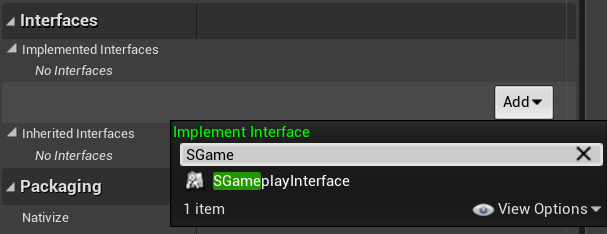 Interfaces
Implemented Interfaces
No Interfaces
Add
Inherited Interfaces
No Interfaces
Packaging
Nativize
Implement Interface
SGame
SGameplayInterface
1 item
View Options